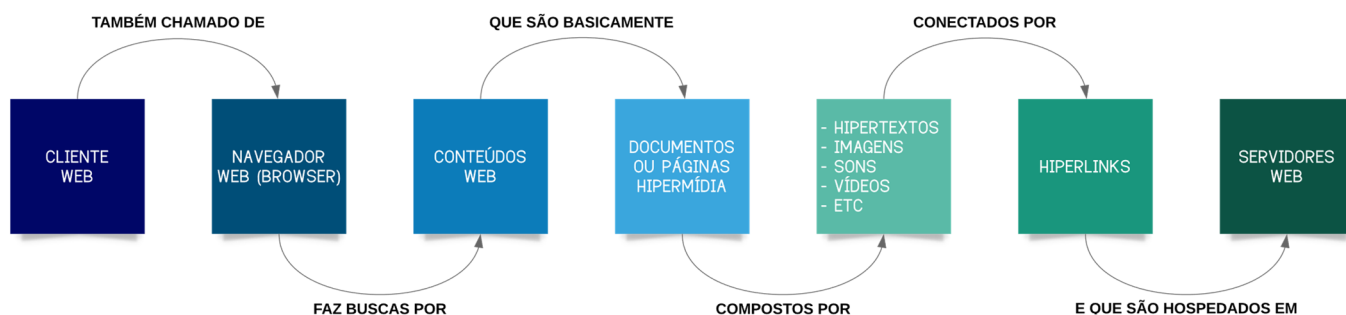 TAMBÉM CHAMADO DE
QUE SÃO BASICAMENTE
CONECTADOS POR
CLIENTE
WEB
NAVEGADOR
WEB (BROWSER)
CONTEÚDOS
WEB
DOCUMENTOS
OU PÁGINAS
HIPERMÍDIA
- HIPERTEXTOS
- IMAGENS
- SONS
- VÍDEOS
- ETC
HIPERLINKS
SERVIDORES
WEB
FAZ BUSCAS POR
COMPOSTOS POR
E QUE SÃO HOSPEDADOS EM